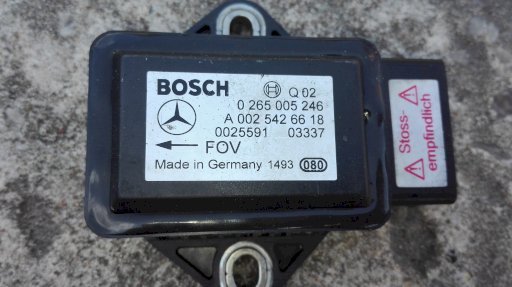 BOSCH Q 02
0 265 005 246
A 002 542 66 18
0025591 03337
FOV
Made in Germany 1493 080
Stoss-
empfindlich